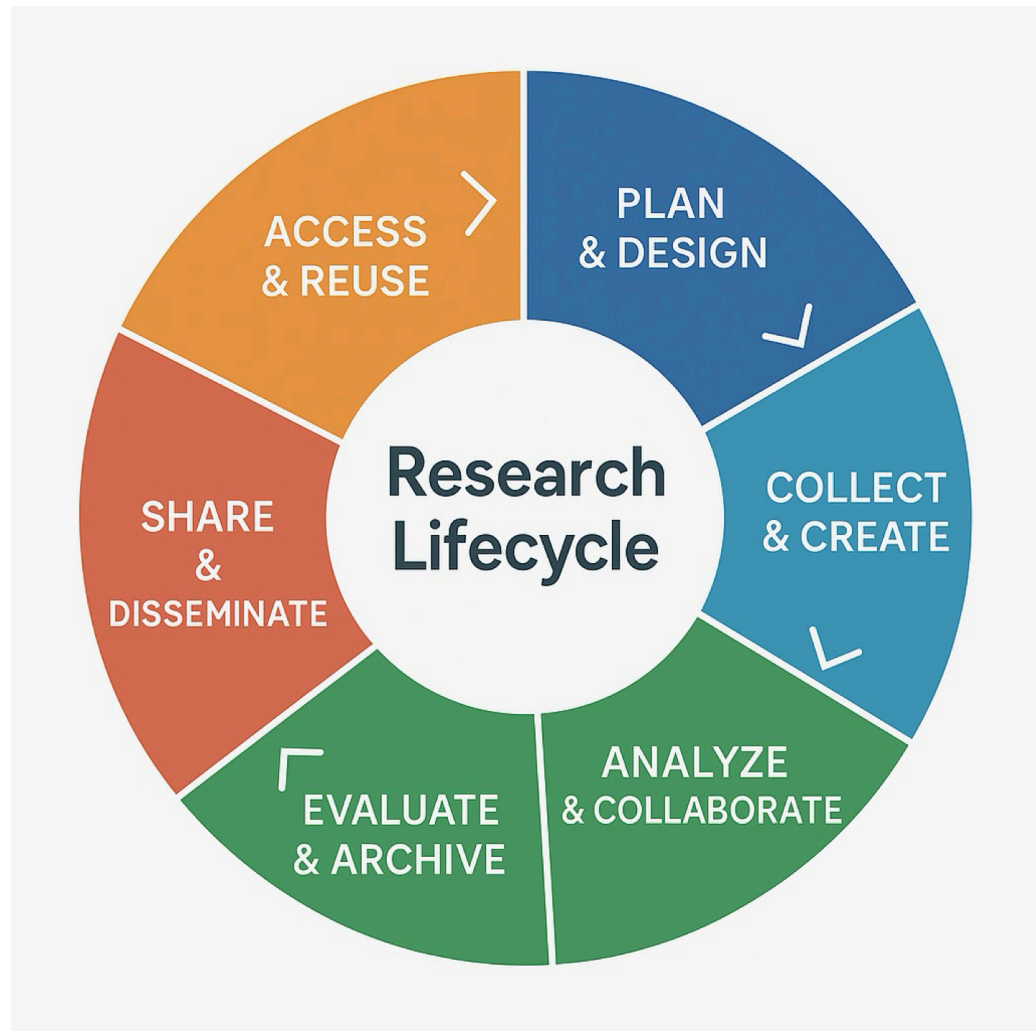 PLAN
& DESIGN
COLLECT
& CREATE
ANALYZE
& COLLABORATE
EVALUATE
& ARCHIVE
SHARE
&
DISSEMINATE
ACCESS
& REUSE
Research
Lifecycle